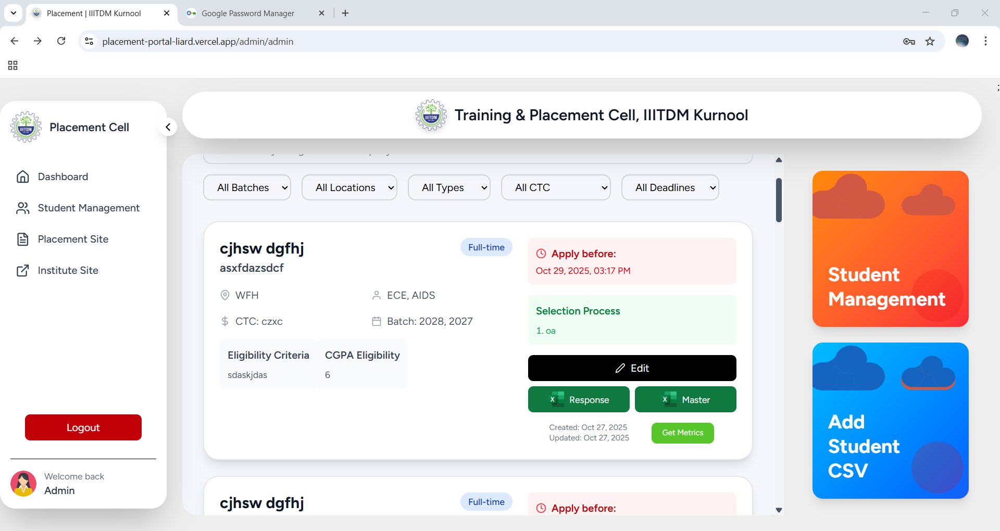 Placement | IIITDM Kurnool
Google Password Manager
placement-portal-liard.vercel.app/admin/admin
;
IIITDM
Placement Cell
IIITDM
Training & Placement Cell, IIITDM Kurnool
Dashboard
Student Management
Placement Site
Institute Site
Logout
Welcome back
Admin
All Batches
All Locations
All Types
All CTC
All Deadlines
cjhsw dgfhj
Full-time
asxfdazsdcf
WFH
ECE, AIDS
CTC: czxc
Batch: 2028, 2027
Eligibility Criteria
CGPA Eligibility
sdaskjdas
6
Apply before:
Oct 29, 2025, 03:17 PM
Selection Process
1. oa
Edit
X Response
X Master
Created: Oct 27, 2025
Updated: Oct 27, 2025
Get Metrics
cjhsw dgfhj
Full-time
Apply before:
Student
Management
Add
Student
CSV